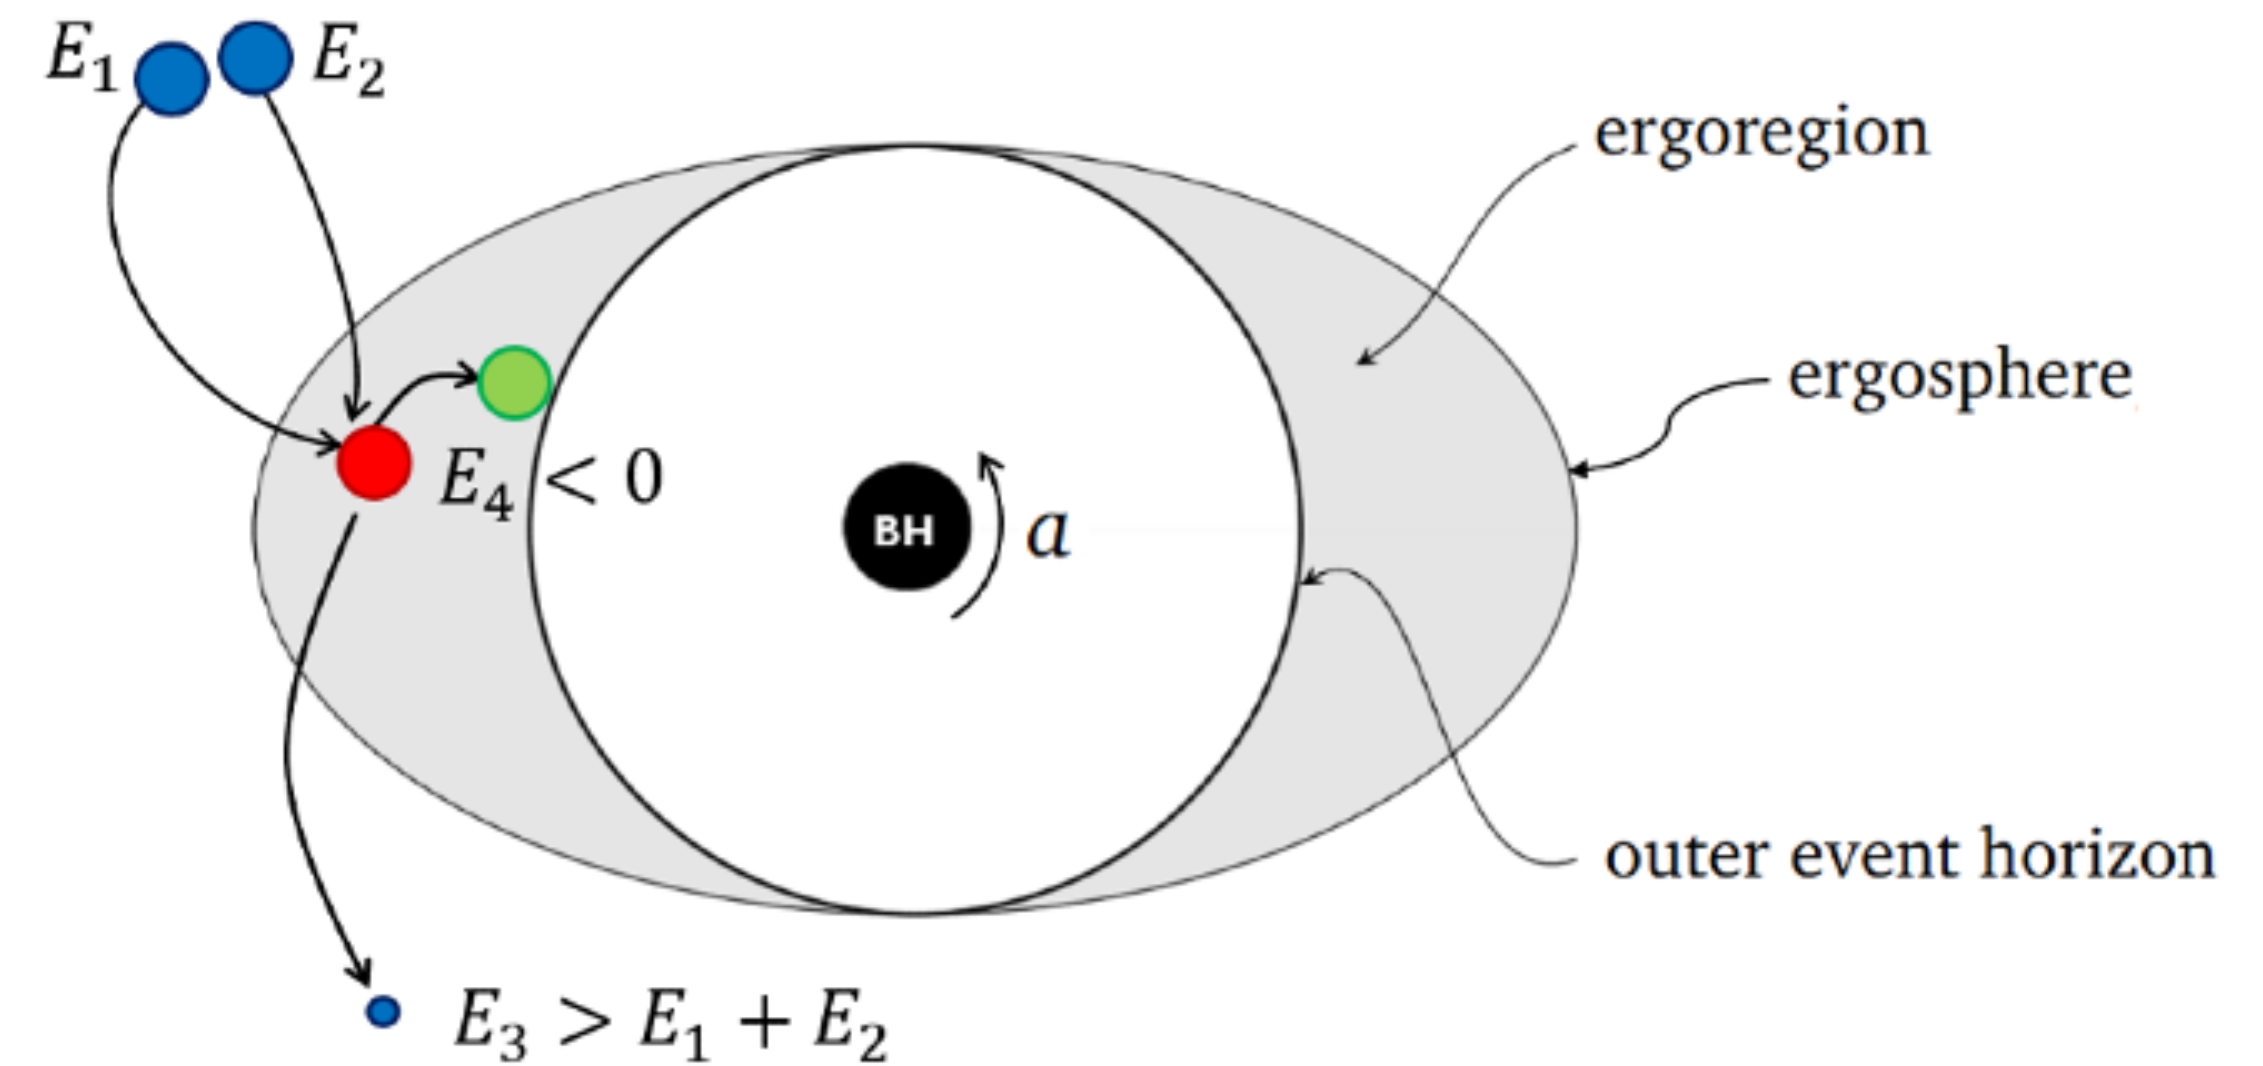 E₁ E₂
ergoregion
ergosphere
E₄ < 0
BH
a
outer event horizon
E₃ > E₁ + E₂